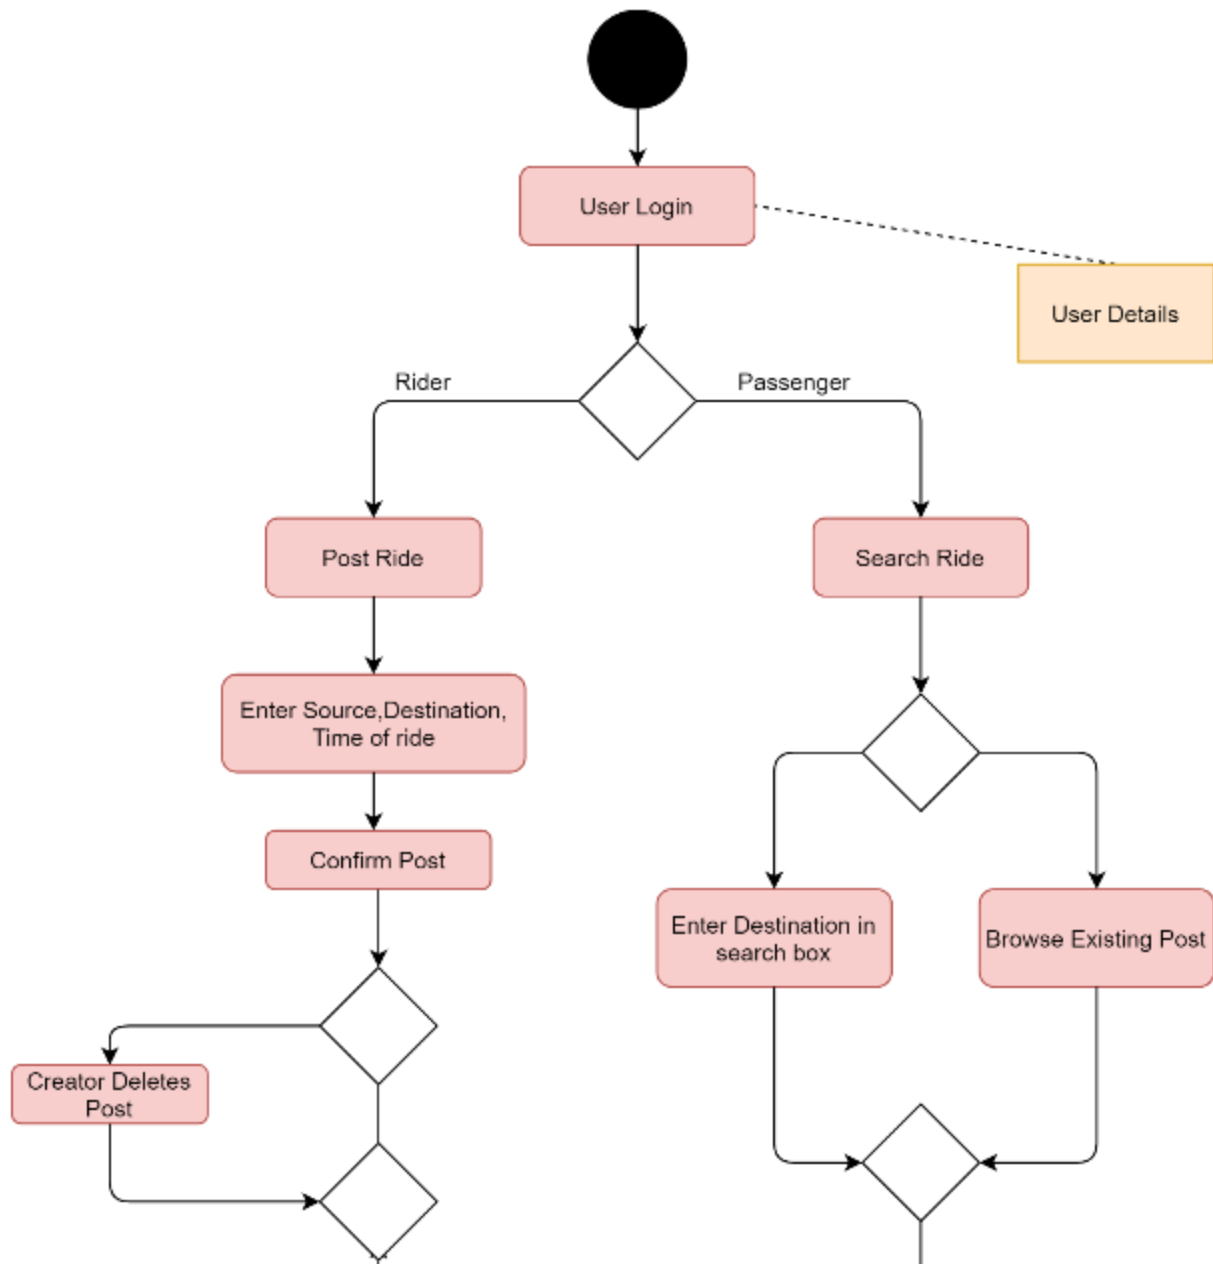 User Login
User Details
Rider
Passenger
Post Ride
Search Ride
Enter Source,Destination,
Time of ride
Confirm Post
Enter Destination in
search box
Browse Existing Post
Creator Deletes
Post